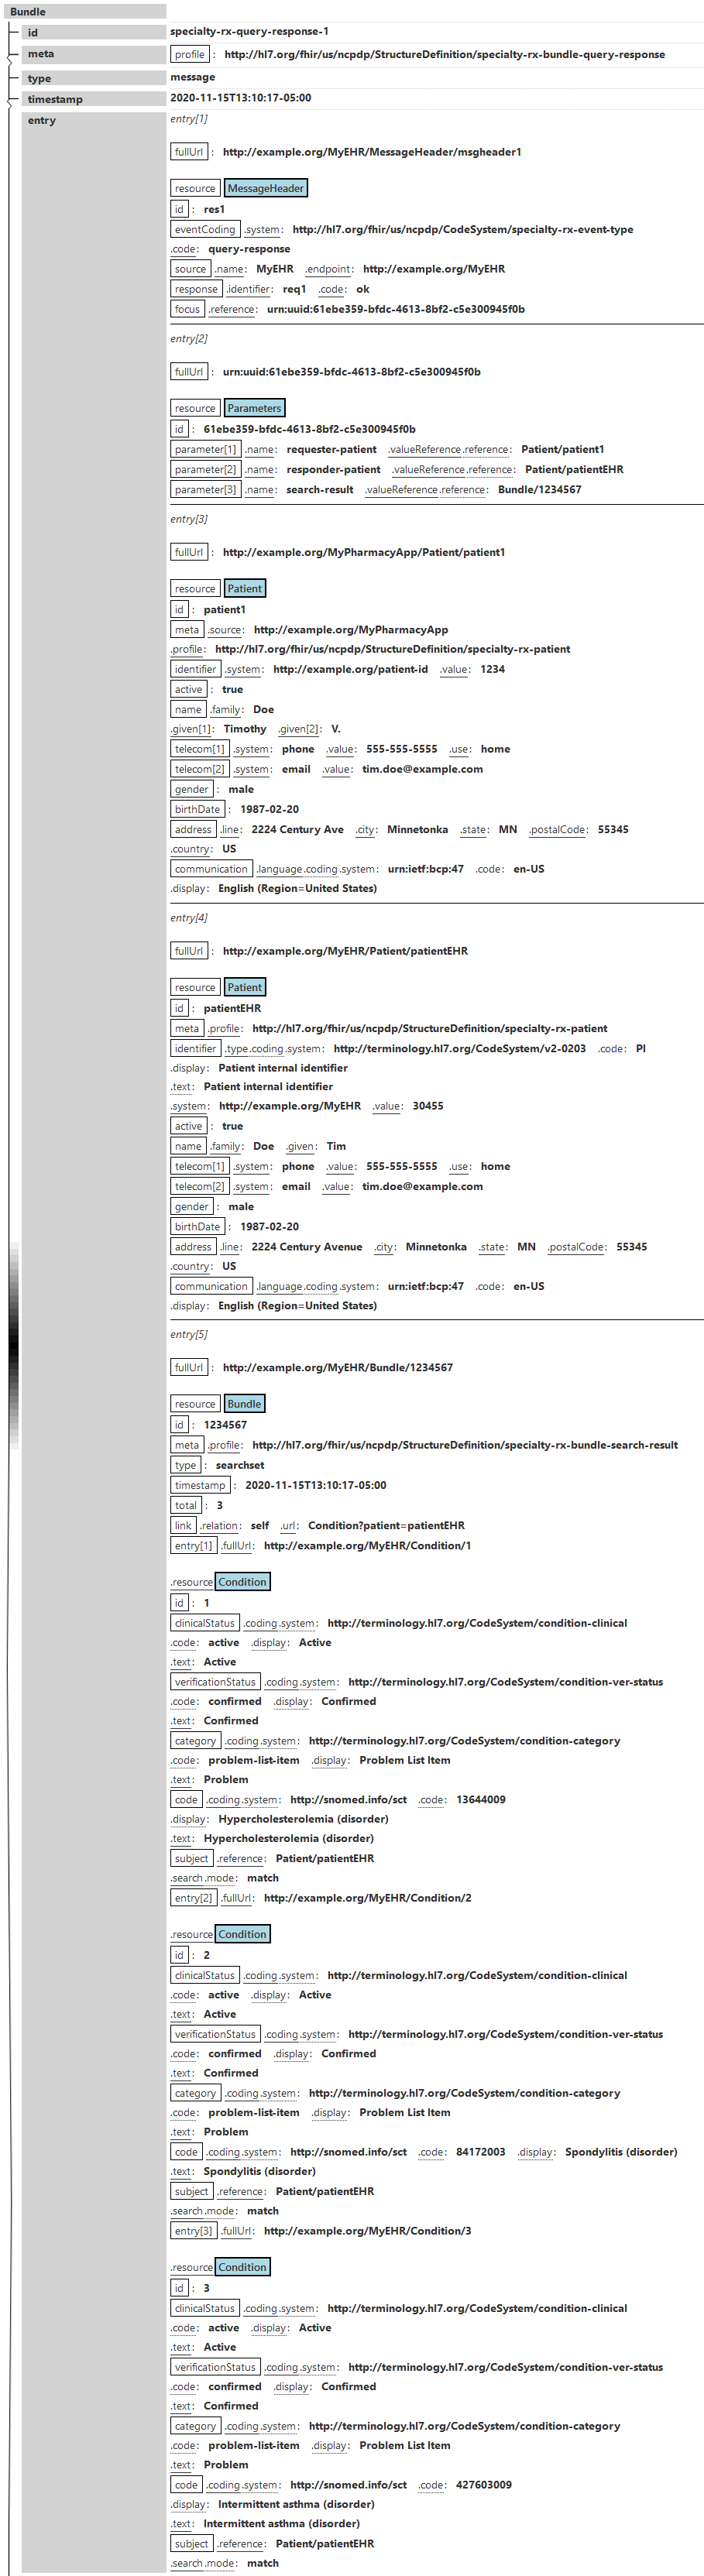 Bundle
id specialty-rx-query-response-1
meta profile : http://hl7.org/fhir/us/ncpdp/StructureDefinition/specialty-rx-bundle-query-response
type message
timestamp 2020-11-15T13:10:17-05:00
entry entry[1]
fullUrl : http://example.org/MyEHR/MessageHeader/msgheader1
resource MessageHeader
id : res1
eventCoding .system: http://hl7.org/fhir/us/ncpdp/CodeSystem/specialty-rx-event-type
.code: query-response
source .name: MyEHR .endpoint: http://example.org/MyEHR
response .identifier: req1 .code: ok
focus .reference: urn:uuid:61ebe359-bfdc-4613-8bf2-c5e300945f0b
entry[2]
fullUrl : urn:uuid:61ebe359-bfdc-4613-8bf2-c5e300945f0b
resource Parameters
id : 61ebe359-bfdc-4613-8bf2-c5e300945f0b
parameter[1] .name: requester-patient .valueReference.reference: Patient/patient1
parameter[2] .name: responder-patient .valueReference.reference: Patient/patientEHR
parameter[3] .name: search-result .valueReference.reference: Bundle/1234567
entry[3]
fullUrl : http://example.org/MyPharmacyApp/Patient/patient1
resource Patient
id : patient1
meta .source: http://example.org/MyPharmacyApp
.profile: http://hl7.org/fhir/us/ncpdp/StructureDefinition/specialty-rx-patient
identifier .system: http://example.org/patient-id .value: 1234
active : true
name .family: Doe
.given[1]: Timothy .given[2]: V.
telecom[1] .system: phone .value: 555-555-5555 .use: home
telecom[2] .system: email .value: tim.doe@example.com
gender : male
birthDate : 1987-02-20
address .line: 2224 Century Ave .city: Minnetonka .state: MN .postalCode: 55345
.country: US
communication .language.coding.system: urn:ietf:bcp:47 .code: en-US
.display: English (Region=United States)
entry[4]
fullUrl : http://example.org/MyEHR/Patient/patientEHR
resource Patient
id : patientEHR
meta .profile: http://hl7.org/fhir/us/ncpdp/StructureDefinition/specialty-rx-patient
identifier .type.coding.system: http://terminology.hl7.org/CodeSystem/v2-0203 .code: PI
.display: Patient internal identifier
.text: Patient internal identifier
.system: http://example.org/MyEHR .value: 30455
active : true
name .family: Doe .given: Tim
telecom[1] .system: phone .value: 555-555-5555 .use: home
telecom[2] .system: email .value: tim.doe@example.com
gender : male
birthDate : 1987-02-20
address .line: 2224 Century Avenue .city: Minnetonka .state: MN .postalCode: 55345
.country: US
communication .language.coding.system: urn:ietf:bcp:47 .code: en-US
.display: English (Region=United States)
entry[5]
fullUrl : http://example.org/MyEHR/Bundle/1234567
resource Bundle
id : 1234567
meta .profile: http://hl7.org/fhir/us/ncpdp/StructureDefinition/specialty-rx-bundle-search-result
type : searchset
timestamp : 2020-11-15T13:10:17-05:00
total : 3
link .relation: self .url: Condition?patient=patientEHR
entry[1] .fullUrl: http://example.org/MyEHR/Condition/1
.resource Condition
id : 1
clinicalStatus .coding.system: http://terminology.hl7.org/CodeSystem/condition-clinical
.code: active .display: Active
.text: Active
verificationStatus .coding.system: http://terminology.hl7.org/CodeSystem/condition-ver-status
.code: confirmed .display: Confirmed
.text: Confirmed
category .coding.system: http://terminology.hl7.org/CodeSystem/condition-category
.code: problem-list-item .display: Problem List Item
.text: Problem
code .coding.system: http://snomed.info/sct .code: 13644009
.display: Hypercholesterolemia (disorder)
.text: Hypercholesterolemia (disorder)
subject .reference: Patient/patientEHR
.search.mode: match
entry[2] .fullUrl: http://example.org/MyEHR/Condition/2
.resource Condition
id : 2
clinicalStatus .coding.system: http://terminology.hl7.org/CodeSystem/condition-clinical
.code: active .display: Active
.text: Active
verificationStatus .coding.system: http://terminology.hl7.org/CodeSystem/condition-ver-status
.code: confirmed .display: Confirmed
.text: Confirmed
category .coding.system: http://terminology.hl7.org/CodeSystem/condition-category
.code: problem-list-item .display: Problem List Item
.text: Problem
code .coding.system: http://snomed.info/sct .code: 84172003 .display: Spondylitis (disorder)
.text: Spondylitis (disorder)
subject .reference: Patient/patientEHR
.search.mode: match
entry[3] .fullUrl: http://example.org/MyEHR/Condition/3
.resource Condition
id : 3
clinicalStatus .coding.system: http://terminology.hl7.org/CodeSystem/condition-clinical
.code: active .display: Active
.text: Active
verificationStatus .coding.system: http://terminology.hl7.org/CodeSystem/condition-ver-status
.code: confirmed .display: Confirmed
.text: Confirmed
category .coding.system: http://terminology.hl7.org/CodeSystem/condition-category
.code: problem-list-item .display: Problem List Item
.text: Problem
code .coding.system: http://snomed.info/sct .code: 427603009
.display: Intermittent asthma (disorder)
.text: Intermittent asthma (disorder)
subject .reference: Patient/patientEHR
.search.mode: match